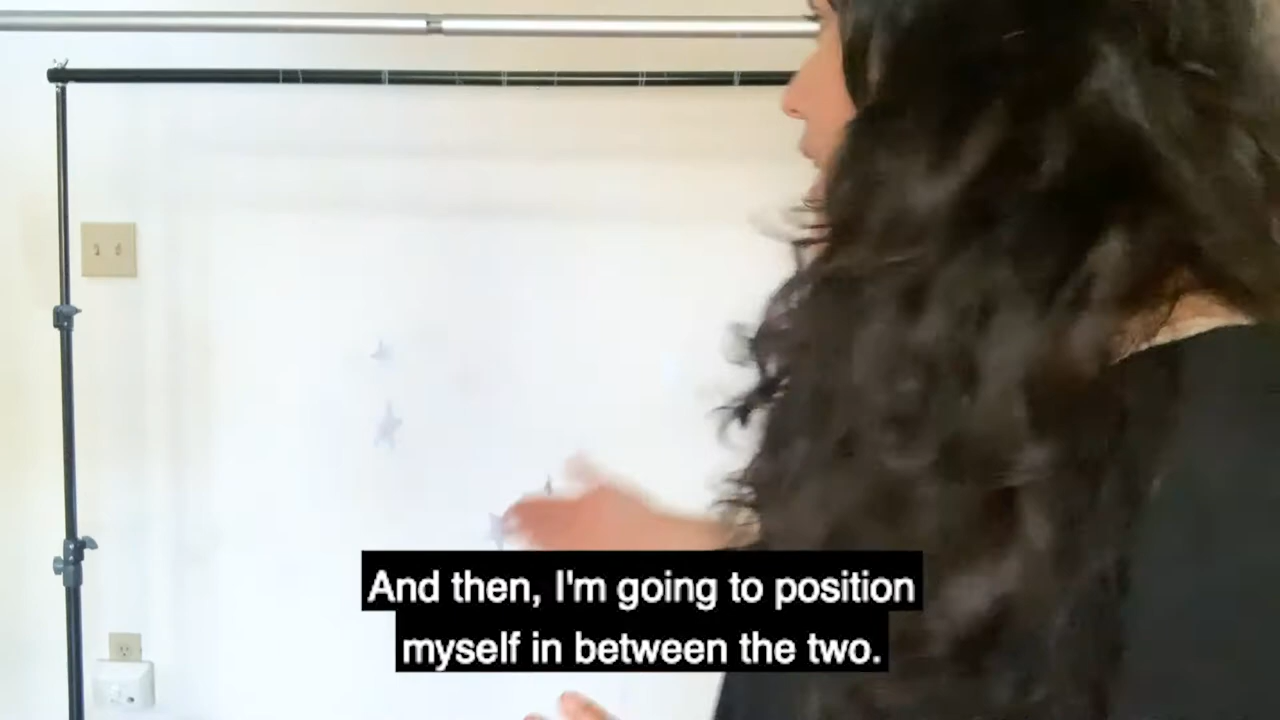 And then, I'm going to position
myself in between the two.